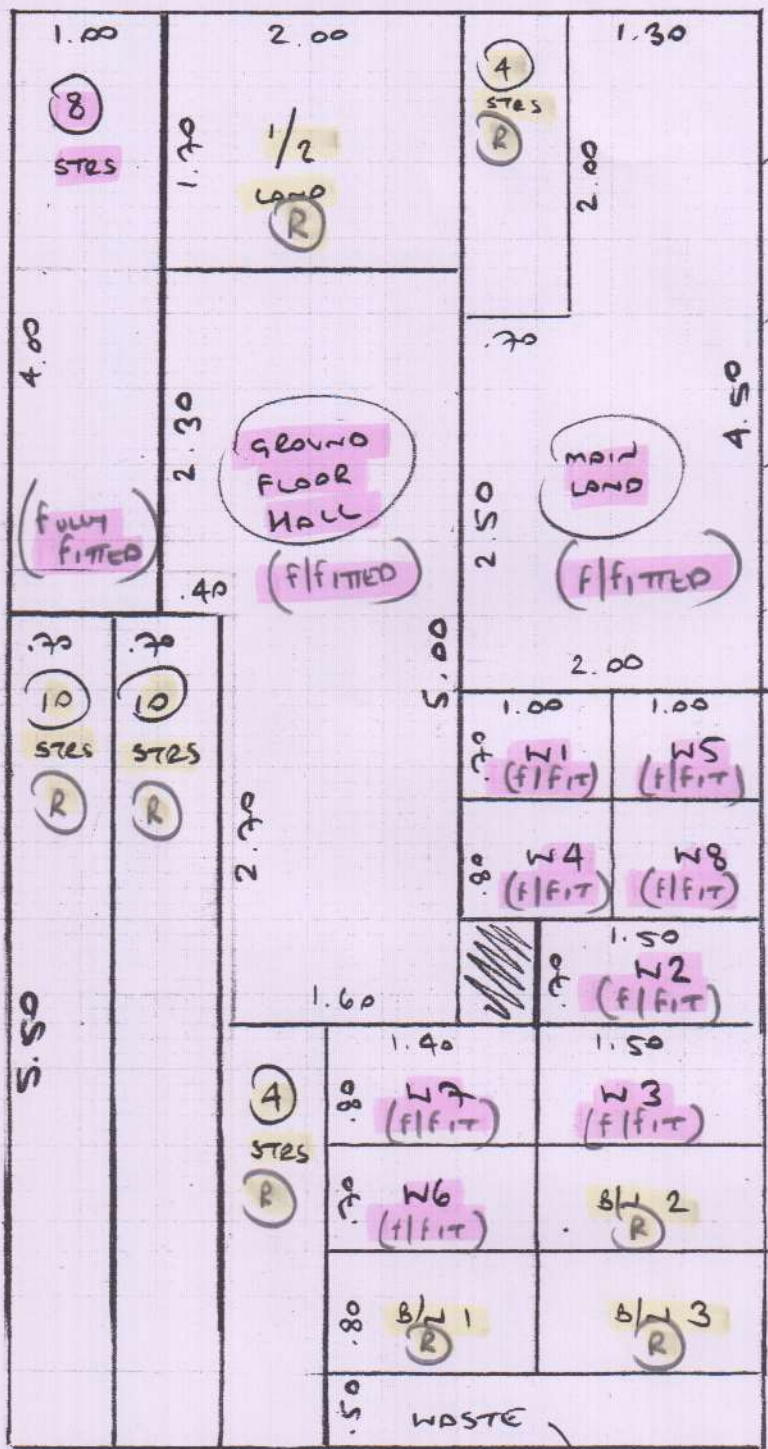 1.00
8
STRS
4.00
(FULLY
FITTED)
2.00
1.70
1/2
LAND
R
4
STRS
R
1.30
2.00
.70
2.30
GROUND
FLOOR
HALL
(F/FITTED)
.40
5.00
4.50
MAIN
LAND
2.50
(F/FITTED)
2.00
.70
10
STRS
R
.70
10
STRS
R
5.50
2.70
1.60
1.00
.70
W1
(F/FIT)
1.00
W5
(F/FIT)
.80
W4
(F/FIT)
W8
(F/FIT)
1.50
.70
W2
(F/FIT)
4
STRS
R
1.40
.80
W7
(F/FIT)
1.50
W3
(F/FIT)
.70
W6
(F/FIT)
B/W 2
R
.80
B/W 1
R
B/W 3
R
.50
WASTE